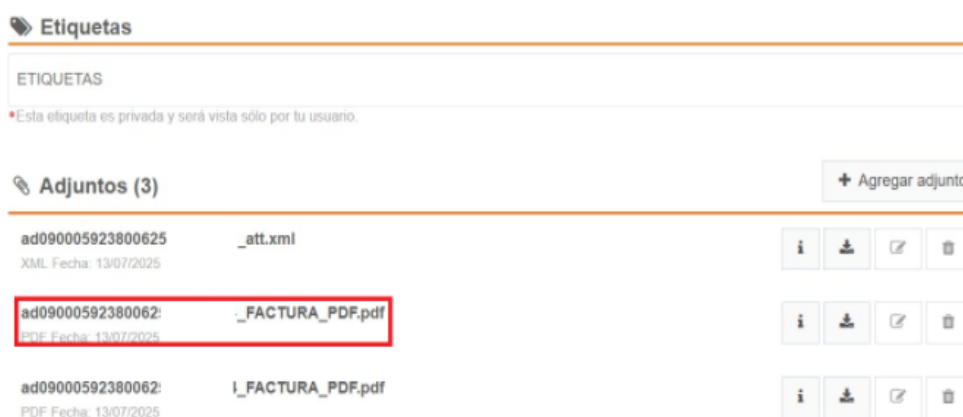 Etiquetas
ETIQUETAS
*Esta etiqueta es privada y será vista sólo por tu usuario.
Adjuntos (3)
+ Agregar adjunto
ad090005923800625 _att.xml
XML Fecha: 13/07/2025
ad09000592380062 _FACTURA_PDF.pdf
PDF Fecha: 13/07/2025
ad09000592380062 _FACTURA_PDF.pdf
PDF Fecha: 13/07/2025